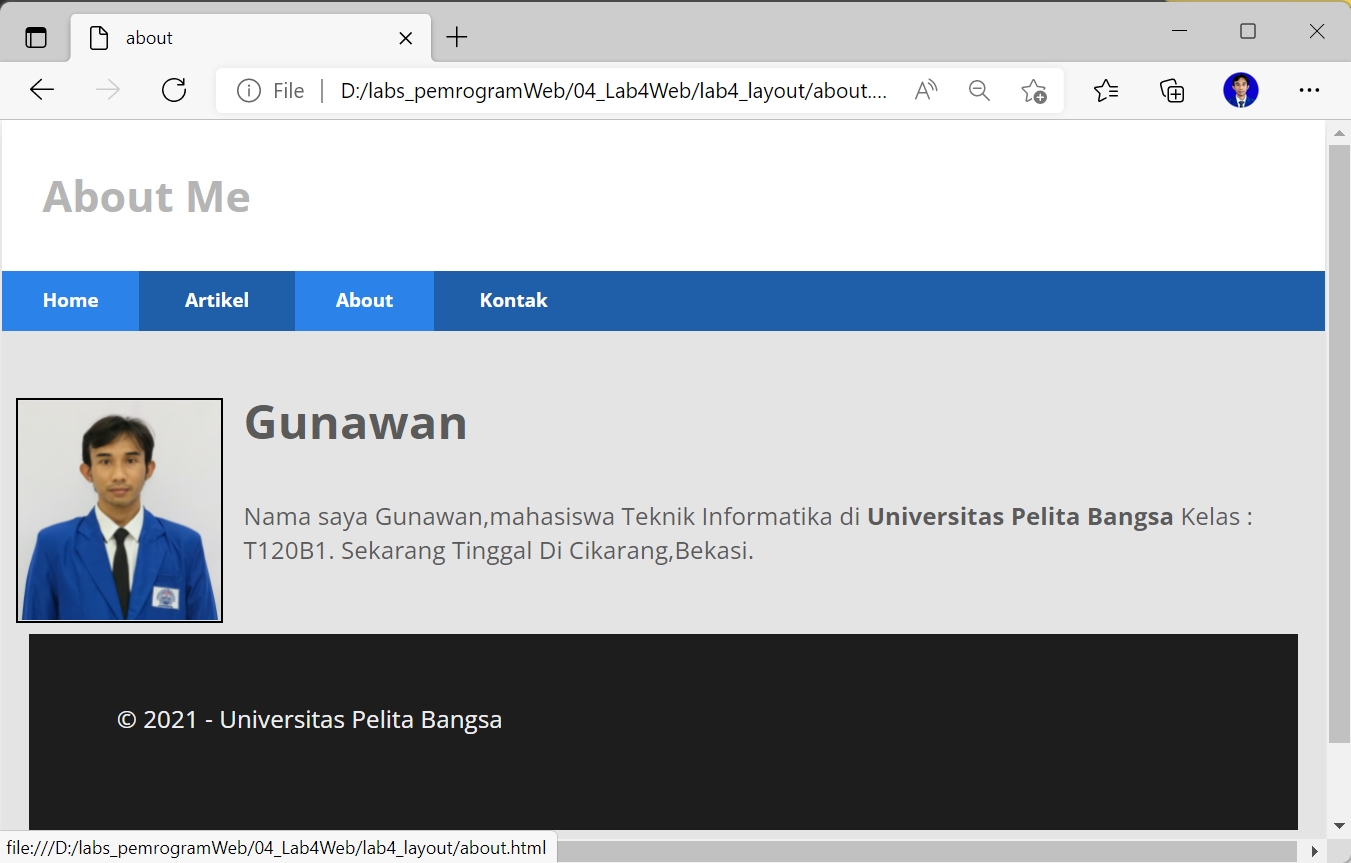 about
File
D:/labs_pemrogramWeb/04_Lab4Web/lab4_layout/about....
About Me
Home Artikel About Kontak
Gunawan
Nama saya Gunawan,mahasiswa Teknik Informatika di Universitas Pelita Bangsa Kelas :
T120B1. Sekarang Tinggal Di Cikarang,Bekasi.
© 2021 - Universitas Pelita Bangsa
file:///D:/labs_pemrogramWeb/04_Lab4Web/lab4_layout/about.html